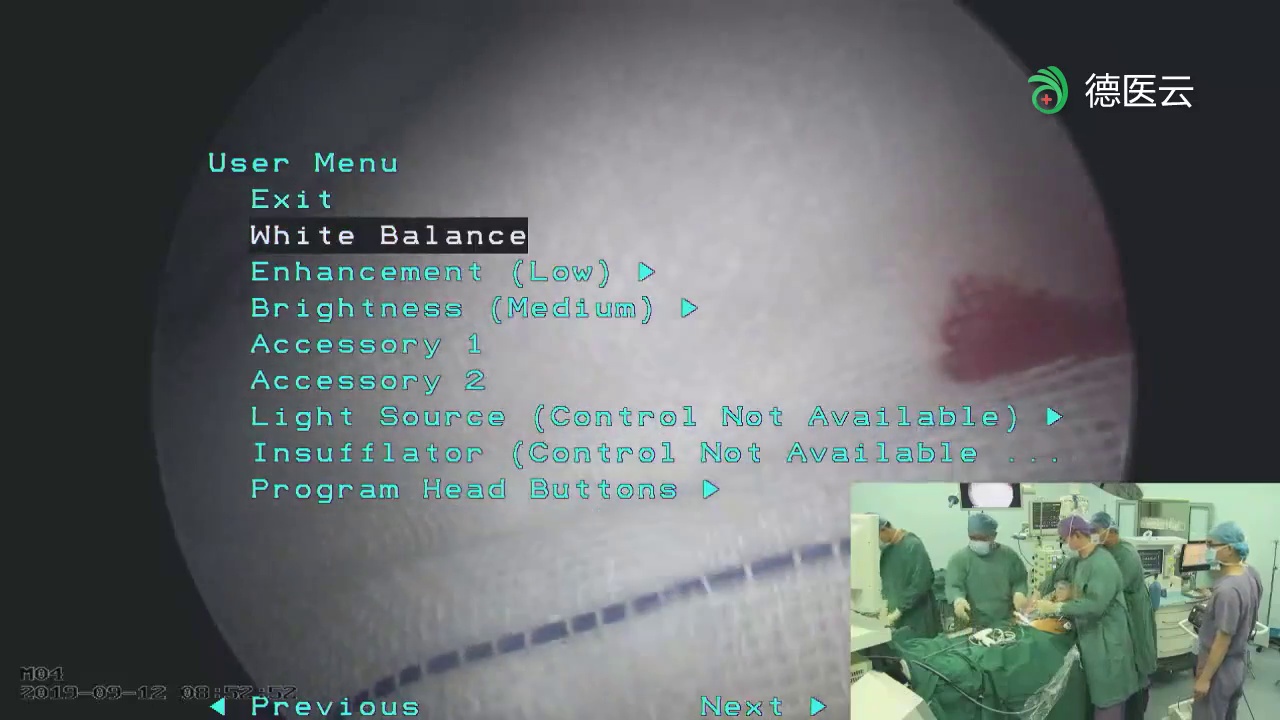 德医云
User Menu
Exit
White Balance
Enhancement (Low) ▶
Brightness (Medium) ▶
Accessory 1
Accessory 2
Light Source (Control Not Available) ▶
Insufflator (Control Not Available ...
Program Head Buttons ▶
M04
2019-09-12 08:52:52
◀ Previous
Next ▶